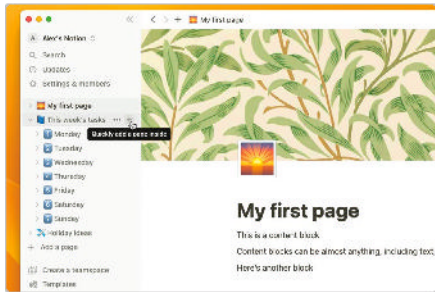 My first page
Alex's Notion
Search
Updates
Settings & members
My first page
This week's tasks
Quickly add a page inside
Monday
Tuesday
Wednesday
Thursday
Friday
Saturday
Sunday
Holiday Ideas
Add a page
Create a teamspace
Templates
My first page
This is a content block
Content blocks can be almost anything, including text,
Here's another block